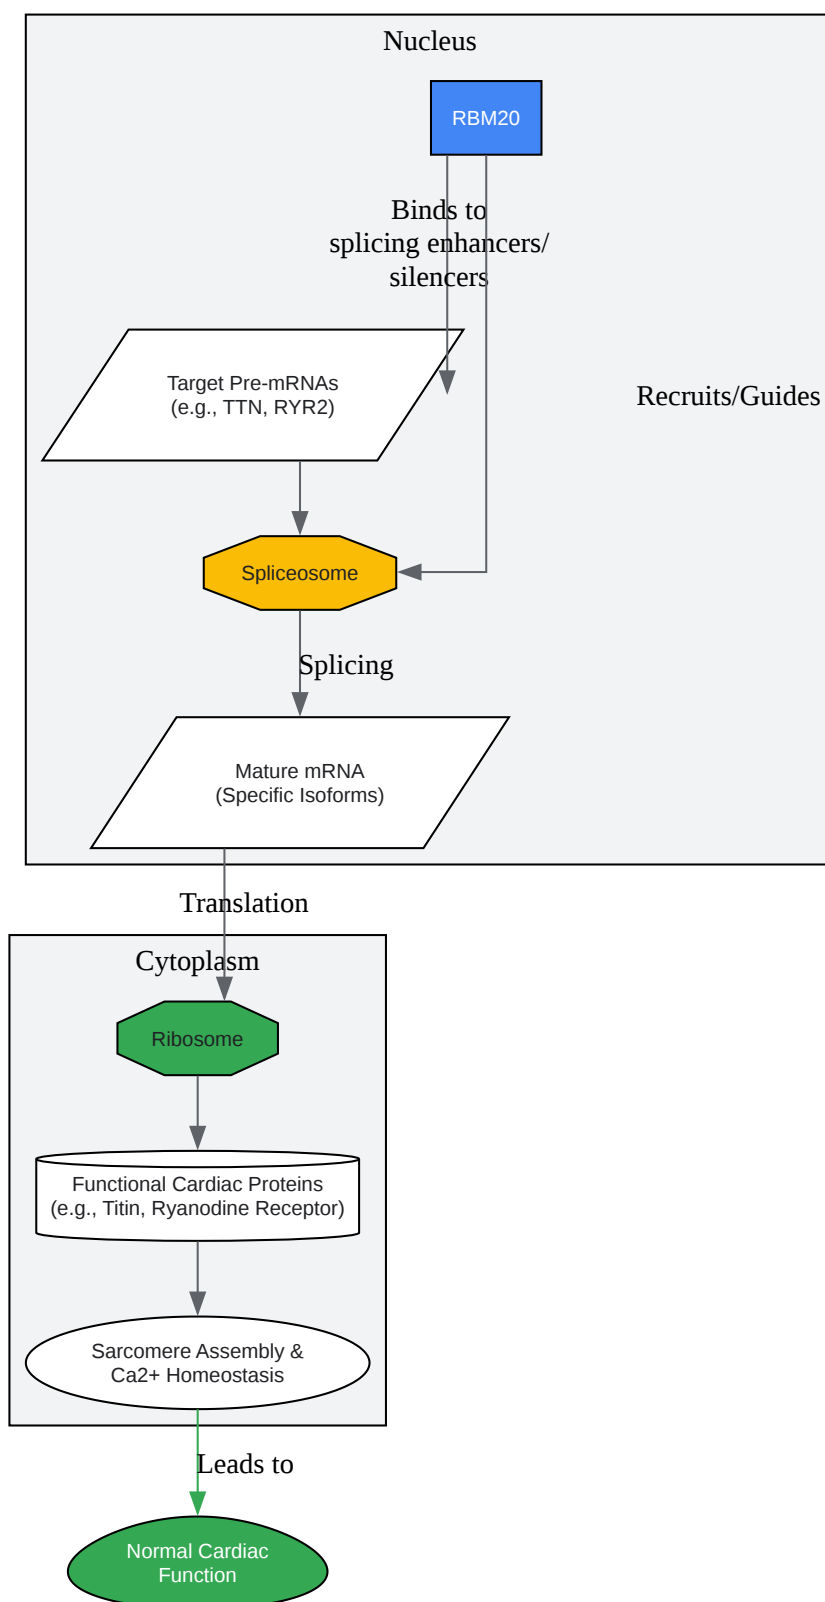 Nucleus
RBM20
Binds to
splicing enhancers/
silencers
Target Pre-mRNAs
(e.g., TTN, RYR2)
Recruits/Guides
Spliceosome
Splicing
Mature mRNA
(Specific Isoforms)
Translation
Cytoplasm
Ribosome
Functional Cardiac Proteins
(e.g., Titin, Ryanodine Receptor)
Sarcomere Assembly &
Ca2+ Homeostasis
Leads to
Normal Cardiac
Function